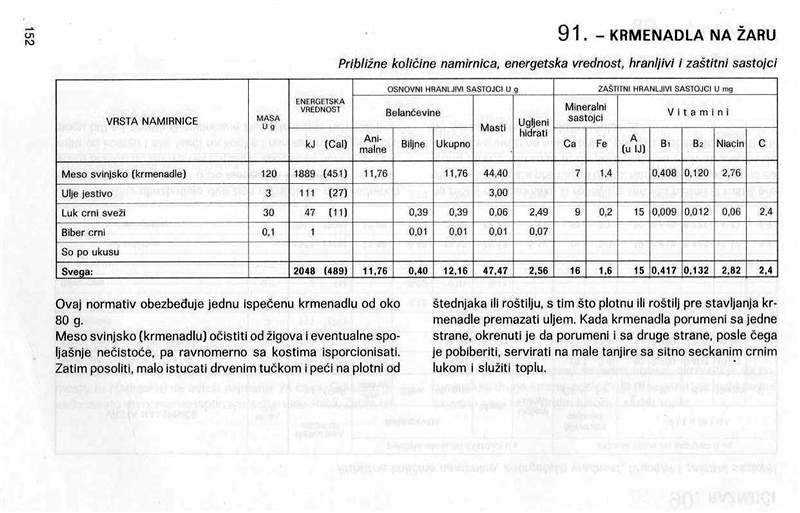 152
91. – KRMENADLA NA ŽARU
Približne količine namirnica, energetska vrednost, hranljivi i zaštitni sastojci
VRSTA NAMIRNICE MASA U g ENERGETSKA VREDNOST OSNOVNI HRANLJIVI SASTOJCI U g ZAŠTITNI HRANLJIVI SASTOJCI U mg
Belančevine Masti Ugljeni hidrati Mineralni sastojci Vitamini
kJ (Cal) Ani-malne Biljne Ukupno Ca Fe A (u IJ) B1 B2 Niacin C
Meso svinjsko (krmenadle) 120 1889 (451) 11,76 11,76 44,40 7 1,4 0,408 0,120 2,76
Ulje jestivo 3 111 (27) 3,00
Luk crni sveži 30 47 (11) 0,39 0,39 0,06 2,49 9 0,2 15 0,009 0,012 0,06 2,4
Biber crni 0,1 1 0,01 0,01 0,01 0,07
So po ukusu
Svega: 2048 (489) 11,76 0,40 12,16 47,47 2,56 16 1,6 15 0,417 0,132 2,82 2,4
Ovaj normativ obezbeđuje jednu ispečenu krmenadlu od oko
80 g.
Meso svinjsko (krmenadlu) očistiti od žigova i eventualne spo-
ljašnje nečistoće, pa ravnomerno sa kostima isporcionisati.
Zatim posoliti, malo istucati drvenim tučkom i peći na plotni od
štednjaka ili roštilju, s tim što plotnu ili roštilj pre stavljanja kr-
menadle premazati uljem. Kada krmenadla porumeni sa jedne
strane, okrenuti je da porumeni i sa druge strane, posle čega
je pobiberiti, servirati na male tanjire sa sitno seckanim crnim
lukom i služiti toplu.